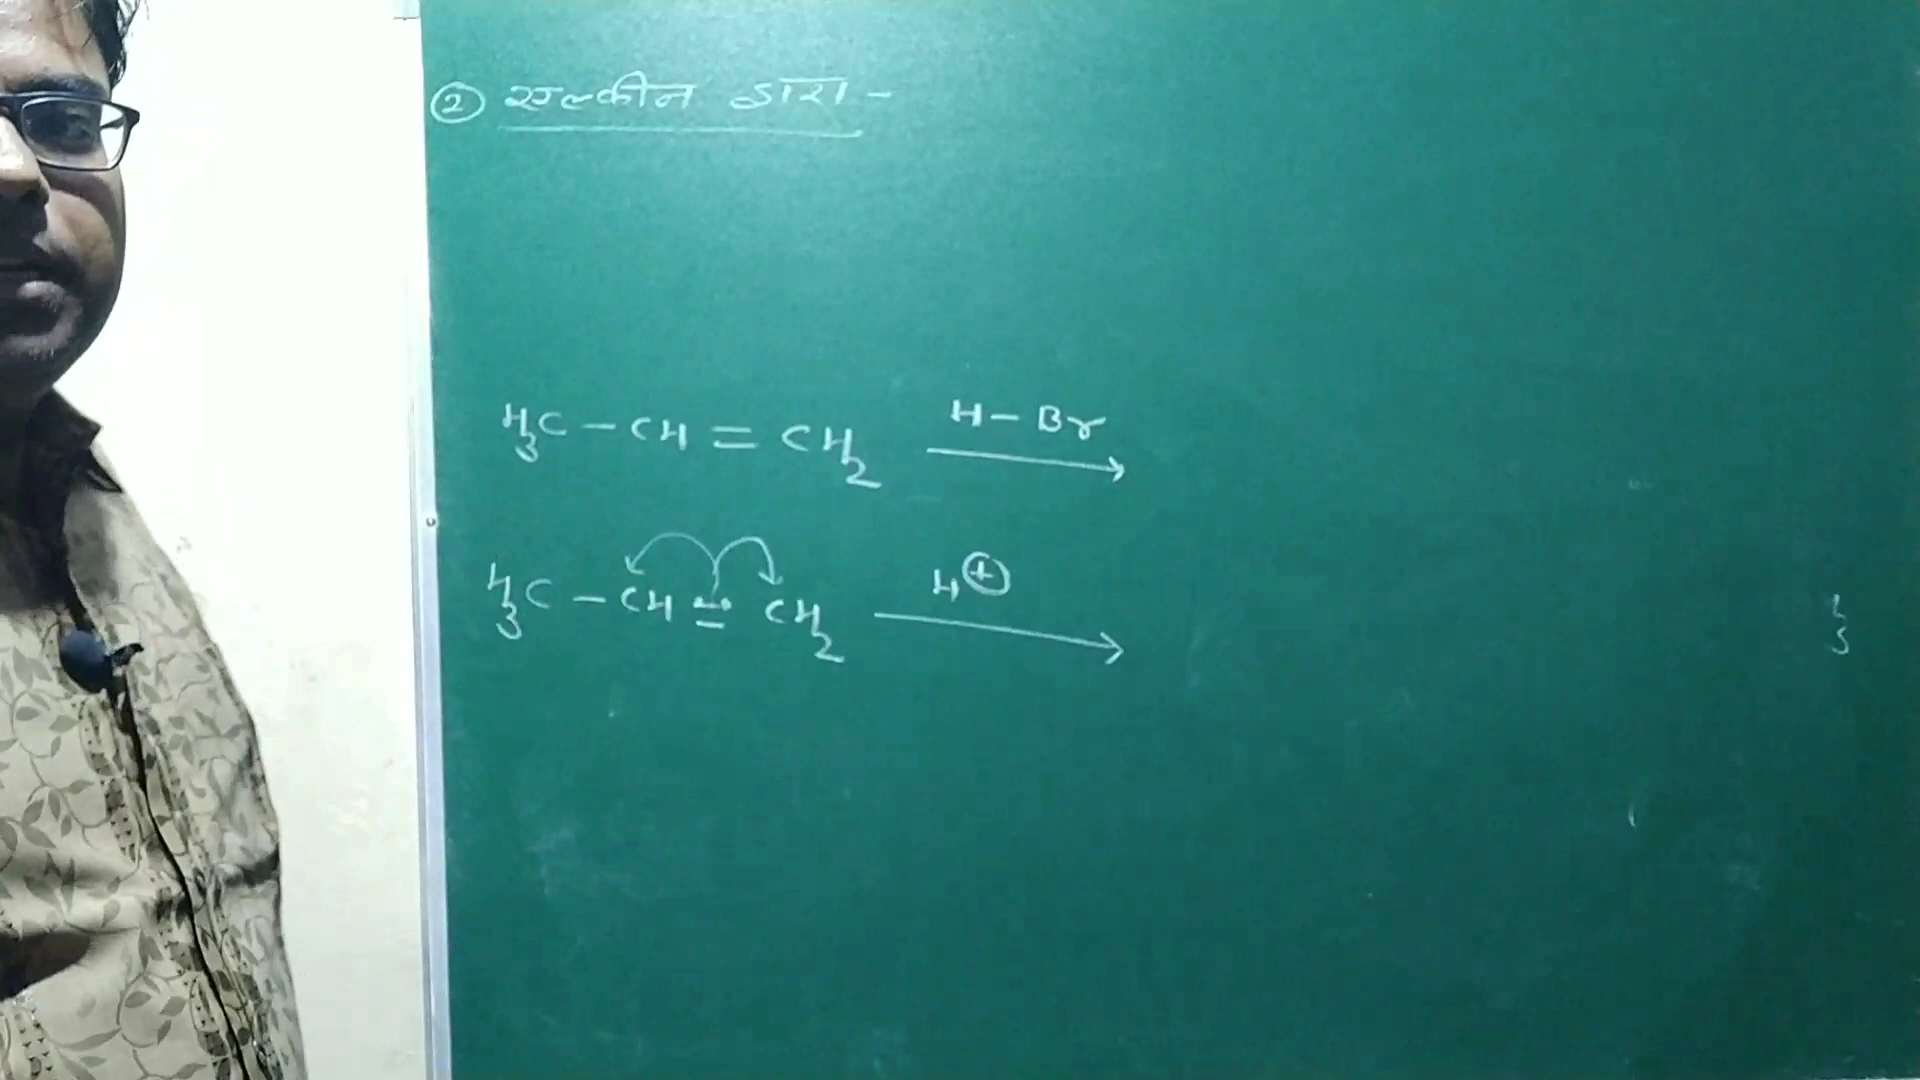 ② एल्कीन द्वारा -
H₃C - CH = CH₂ H - Br →
H₃C - CH = CH₂ H⊕ →